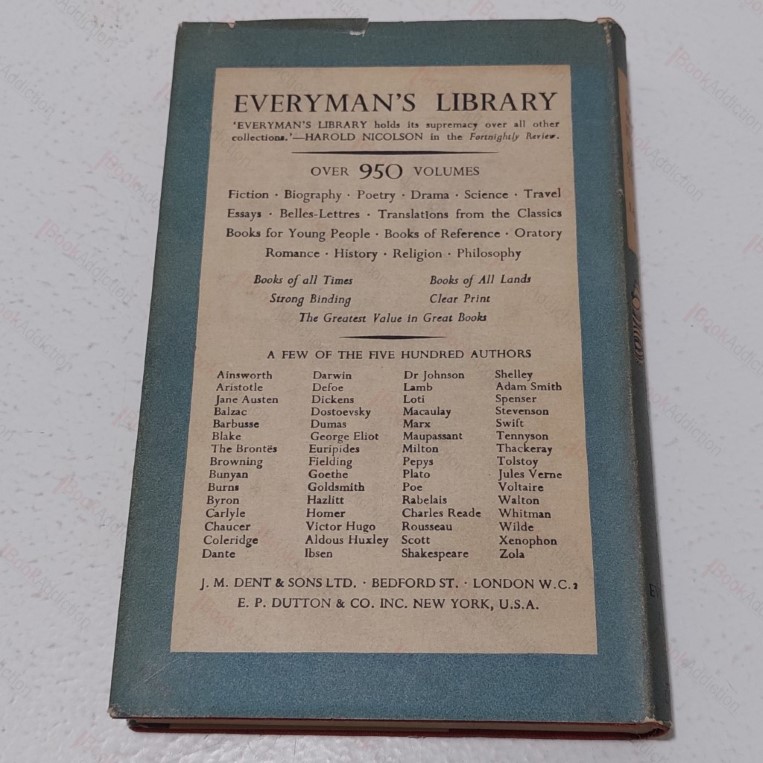 EVERYMAN'S LIBRARY
'EVERYMAN'S LIBRARY holds its supremacy over all other
collections.'—HAROLD NICOLSON in the Fortnightly Review.
OVER 950 VOLUMES
Fiction · Biography · Poetry · Drama · Science · Travel
Essays · Belles-Lettres · Translations from the Classics
Books for Young People · Books of Reference · Oratory
Romance · History · Religion · Philosophy
Books of all Times Books of All Lands
Strong Binding Clear Print
The Greatest Value in Great Books
A FEW OF THE FIVE HUNDRED AUTHORS
Ainsworth Darwin Dr Johnson Shelley
Aristotle Defoe Lamb Adam Smith
Jane Austen Dickens Loti Spenser
Balzac Dostoevsky Macaulay Stevenson
Barbusse Dumas Marx Swift
Blake George Eliot Maupassant Tennyson
The Brontës Euripides Milton Thackeray
Browning Fielding Pepys Tolstoy
Bunyan Goethe Plato Jules Verne
Burns Goldsmith Poe Voltaire
Byron Hazlitt Rabelais Walton
Carlyle Homer Charles Reade Whitman
Chaucer Victor Hugo Rousseau Wilde
Coleridge Aldous Huxley Scott Xenophon
Dante Ibsen Shakespeare Zola
J. M. DENT & SONS LTD. · BEDFORD ST. · LONDON W.C.2
E. P. DUTTON & CO. INC. NEW YORK, U.S.A.
BookAddiction